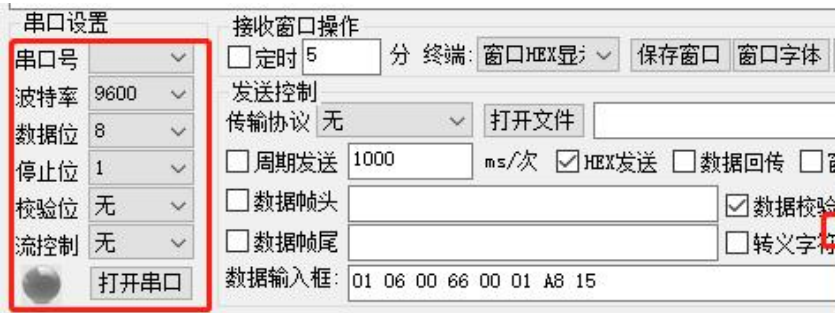 串口设置
串口号
波特率 9600
数据位 8
停止位 1
校验位 无
流控制 无
打开串口
接收窗口操作
定时 5 分 终端: 窗口HEX显 保存窗口 窗口字体
发送控制
传输协议 无 打开文件
周期发送 1000 ms/次 HEX发送 数据回传
数据帧头 数据校验
数据帧尾 转义字符
数据输入框: 01 06 00 66 00 01 A8 15